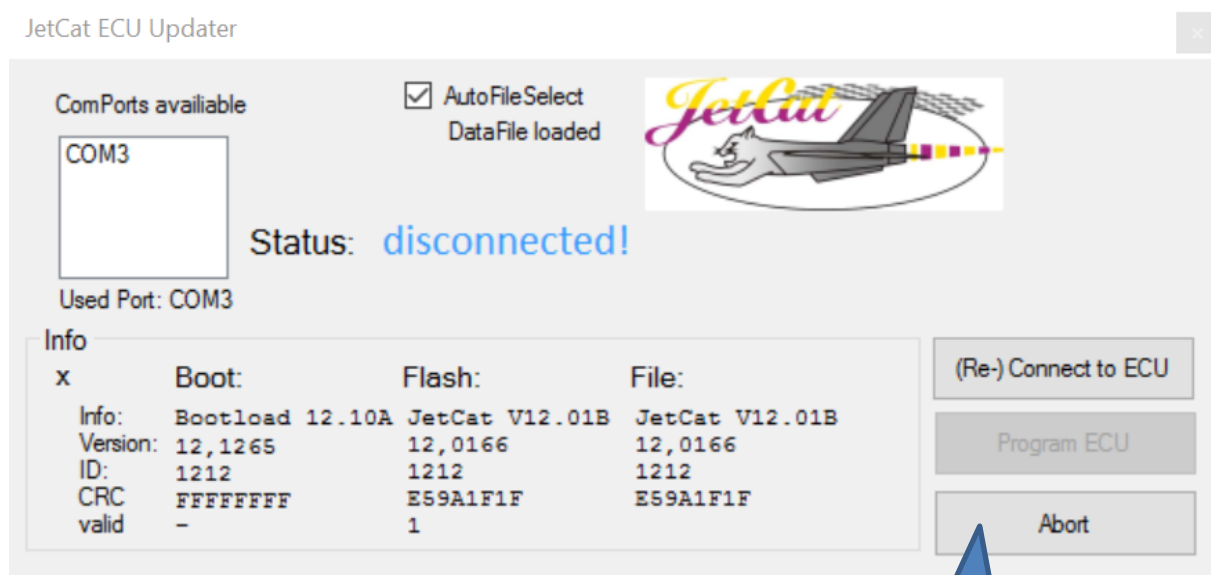 JetCat ECU Updater
x
ComPorts availiable
AutoFileSelect
DataFile loaded
JetCat
COM3
Status: disconnected!
Used Port: COM3
Info
x Boot: Flash: File:
Info: Bootload 12.10A JetCat V12.01B JetCat V12.01B
Version: 12,1265 12,0166 12,0166
ID: 1212 1212 1212
CRC FFFFFFFF E59A1F1F E59A1F1F
valid - 1
(Re-) Connect to ECU
Program ECU
Abort